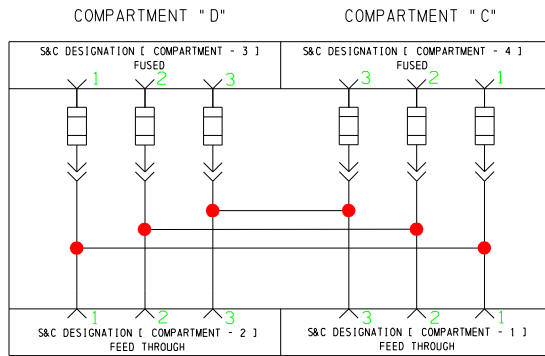 COMPARTMENT "D" COMPARTMENT "C"
S&C DESIGNATION [ COMPARTMENT - 3 ] S&C DESIGNATION [ COMPARTMENT - 4 ]
FUSED FUSED
1 2 3 3 2 1
1 2 3 3 2 1
S&C DESIGNATION [ COMPARTMENT - 2 ] S&C DESIGNATION [ COMPARTMENT - 1 ]
FEED THROUGH FEED THROUGH